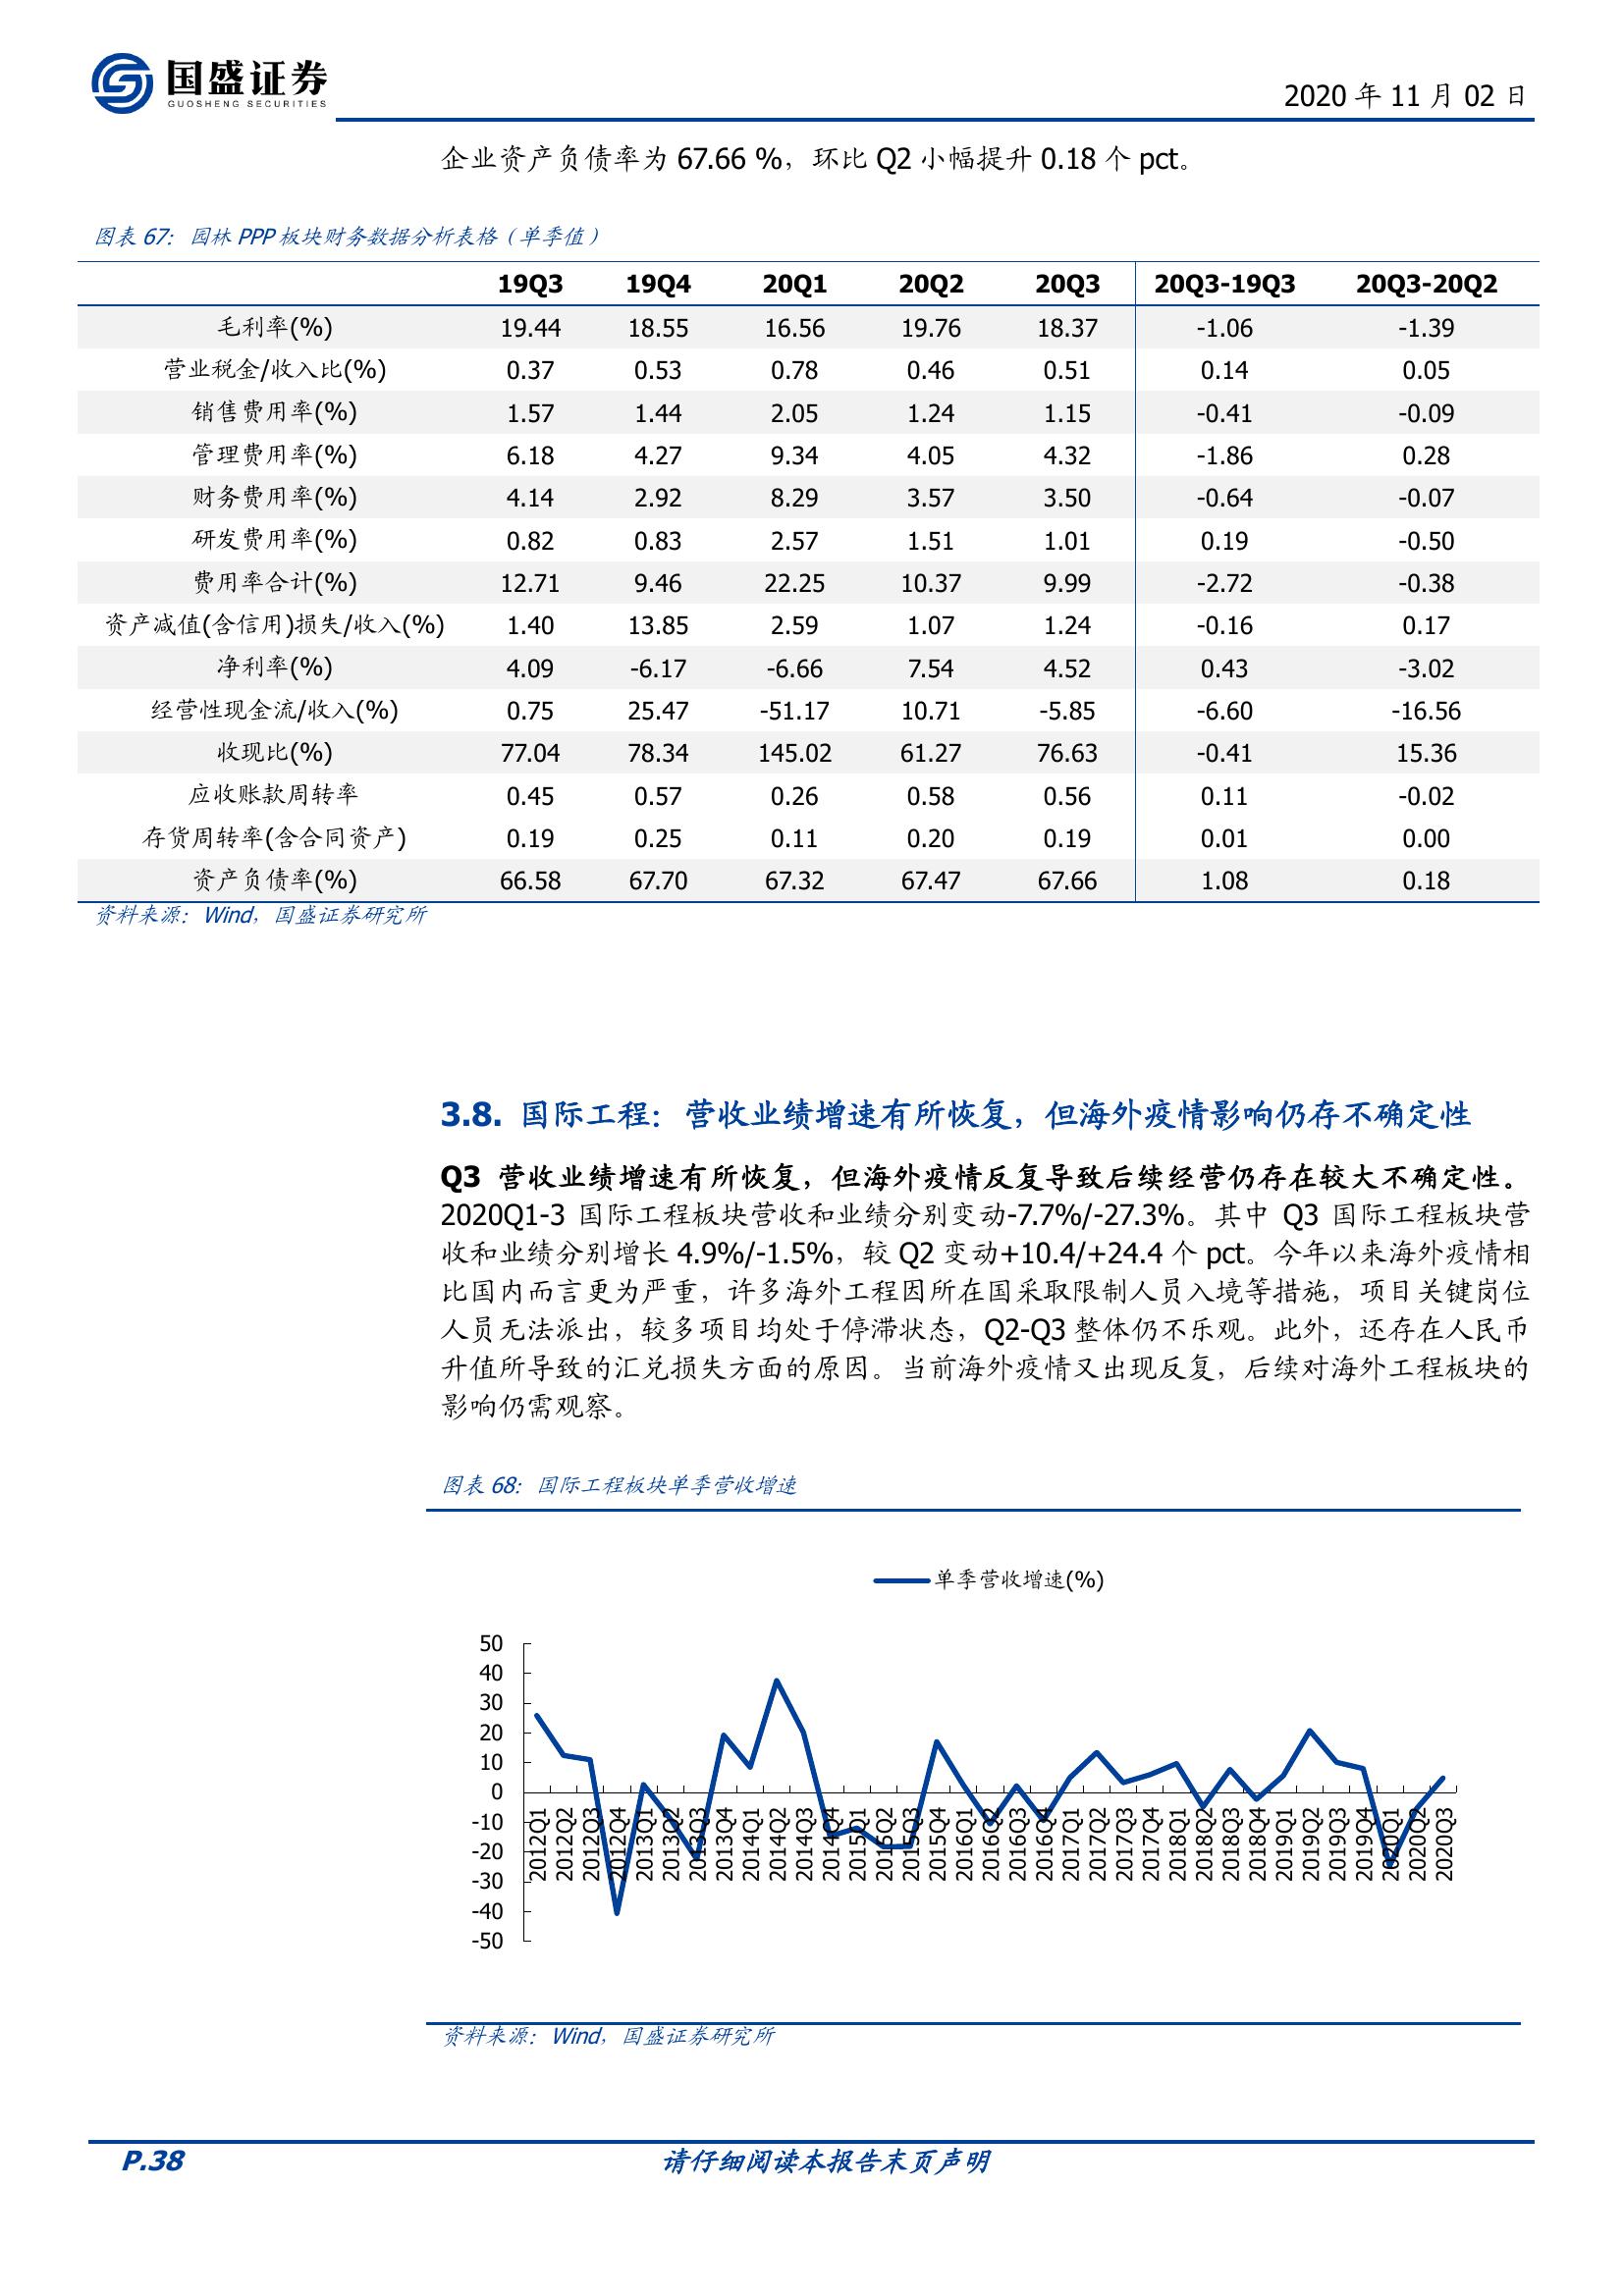 国盛证券
GUOSHENG SECURITIES
2020 年 11 月 02 日
企业资产负债率为 67.66 %，环比 Q2 小幅提升 0.18 个 pct。
图表 67：园林 PPP 板块财务数据分析表格（单季值）
19Q3 19Q4 20Q1 20Q2 20Q3 20Q3-19Q3 20Q3-20Q2
毛利率(%) 19.44 18.55 16.56 19.76 18.37 -1.06 -1.39
营业税金/收入比(%) 0.37 0.53 0.78 0.46 0.51 0.14 0.05
销售费用率(%) 1.57 1.44 2.05 1.24 1.15 -0.41 -0.09
管理费用率(%) 6.18 4.27 9.34 4.05 4.32 -1.86 0.28
财务费用率(%) 4.14 2.92 8.29 3.57 3.50 -0.64 -0.07
研发费用率(%) 0.82 0.83 2.57 1.51 1.01 0.19 -0.50
费用率合计(%) 12.71 9.46 22.25 10.37 9.99 -2.72 -0.38
资产减值(含信用)损失/收入(%) 1.40 13.85 2.59 1.07 1.24 -0.16 0.17
净利率(%) 4.09 -6.17 -6.66 7.54 4.52 0.43 -3.02
经营性现金流/收入(%) 0.75 25.47 -51.17 10.71 -5.85 -6.60 -16.56
收现比(%) 77.04 78.34 145.02 61.27 76.63 -0.41 15.36
应收账款周转率 0.45 0.57 0.26 0.58 0.56 0.11 -0.02
存货周转率(含合同资产) 0.19 0.25 0.11 0.20 0.19 0.01 0.00
资产负债率(%) 66.58 67.70 67.32 67.47 67.66 1.08 0.18
资料来源：Wind，国盛证券研究所
3.8. 国际工程：营收业绩增速有所恢复，但海外疫情影响仍存不确定性
Q3 营收业绩增速有所恢复，但海外疫情反复导致后续经营仍存在较大不确定性。
2020Q1-3 国际工程板块营收和业绩分别变动-7.7%/-27.3%。其中 Q3 国际工程板块营
收和业绩分别增长 4.9%/-1.5%，较 Q2 变动+10.4/+24.4 个 pct。今年以来海外疫情相
比国内而言更为严重，许多海外工程因所在国采取限制人员入境等措施，项目关键岗位
人员无法派出，较多项目均处于停滞状态，Q2-Q3 整体仍不乐观。此外，还存在人民币
升值所导致的汇兑损失方面的原因。当前海外疫情又出现反复，后续对海外工程板块的
影响仍需观察。
图表 68：国际工程板块单季营收增速
单季营收增速(%)
50
40
30
20
10
0
-10
-20
-30
-40
-50
2012Q1
2012Q2
2012Q3
2012Q4
2013Q1
2013Q2
2013Q3
2013Q4
2014Q1
2014Q2
2014Q3
2014Q4
2015Q1
2015Q2
2015Q3
2015Q4
2016Q1
2016Q2
2016Q3
2016Q4
2017Q1
2017Q2
2017Q3
2017Q4
2018Q1
2018Q2
2018Q3
2018Q4
2019Q1
2019Q2
2019Q3
2019Q4
2020Q1
2020Q2
2020Q3
资料来源：Wind，国盛证券研究所
P.38 请仔细阅读本报告末页声明